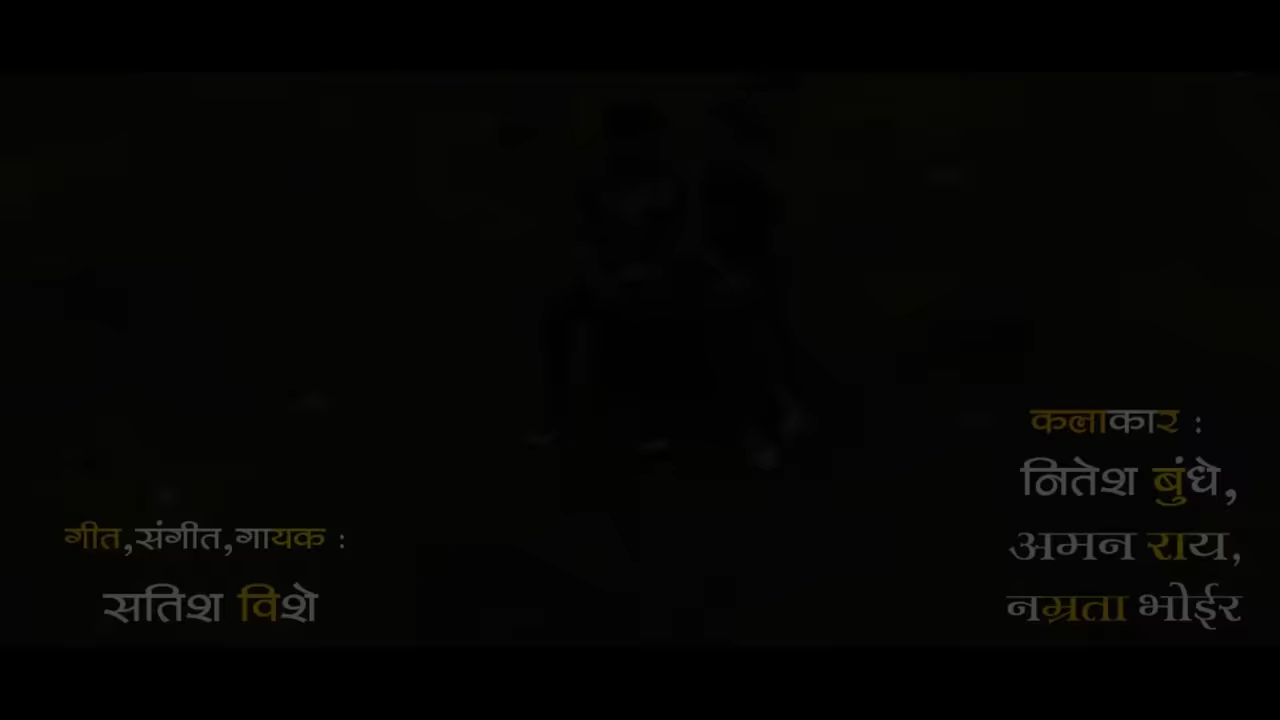 गीत,संगीत,गायक :
सतिश विशे
कलाकार :
नितेश बुंधे,
अमन राय,
नम्रता भोईर